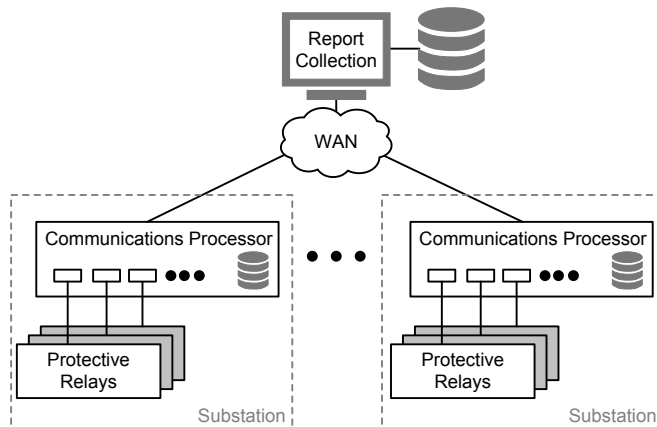 Report
Collection
WAN
Communications Processor
Protective
Relays
Substation
Communications Processor
Protective
Relays
Substation